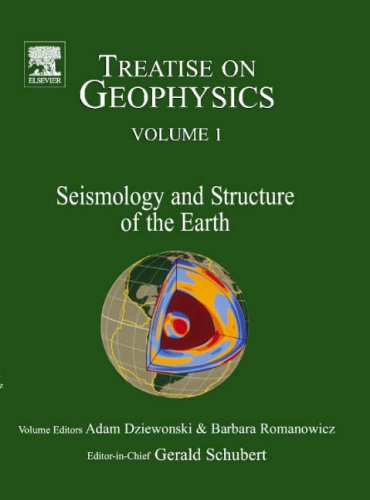 ELSEVIER
TREATISE ON
GEOPHYSICS
VOLUME 1
Seismology and Structure
of the Earth
Volume Editors Adam Dziewonski & Barbara Romanowicz
Editor-in-Chief Gerald Schubert